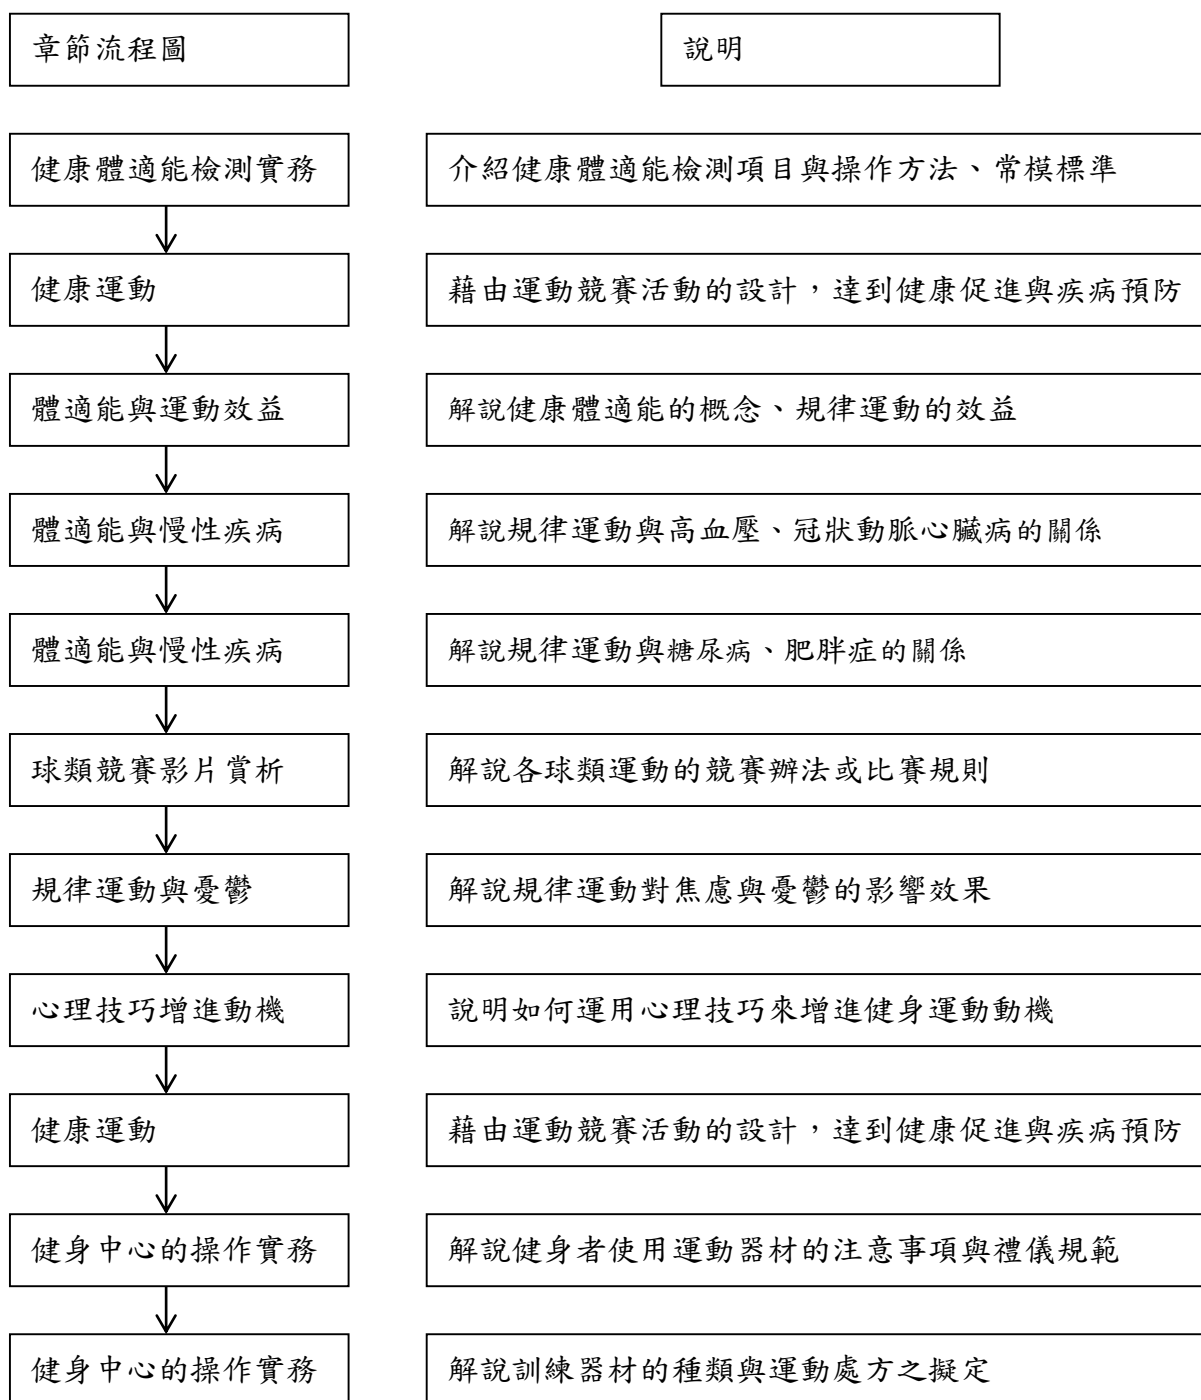 章節流程圖
說明
健康體適能檢測實務
介紹健康體適能檢測項目與操作方法、常模標準
健康運動
藉由運動競賽活動的設計，達到健康促進與疾病預防
體適能與運動效益
解說健康體適能的概念、規律運動的效益
體適能與慢性疾病
解說規律運動與高血壓、冠狀動脈心臟病的關係
體適能與慢性疾病
解說規律運動與糖尿病、肥胖症的關係
球類競賽影片賞析
解說各球類運動的競賽辦法或比賽規則
規律運動與憂鬱
解說規律運動對焦慮與憂鬱的影響效果
心理技巧增進動機
說明如何運用心理技巧來增進健身運動動機
健康運動
藉由運動競賽活動的設計，達到健康促進與疾病預防
健身中心的操作實務
解說健身者使用運動器材的注意事項與禮儀規範
健身中心的操作實務
解說訓練器材的種類與運動處方之擬定